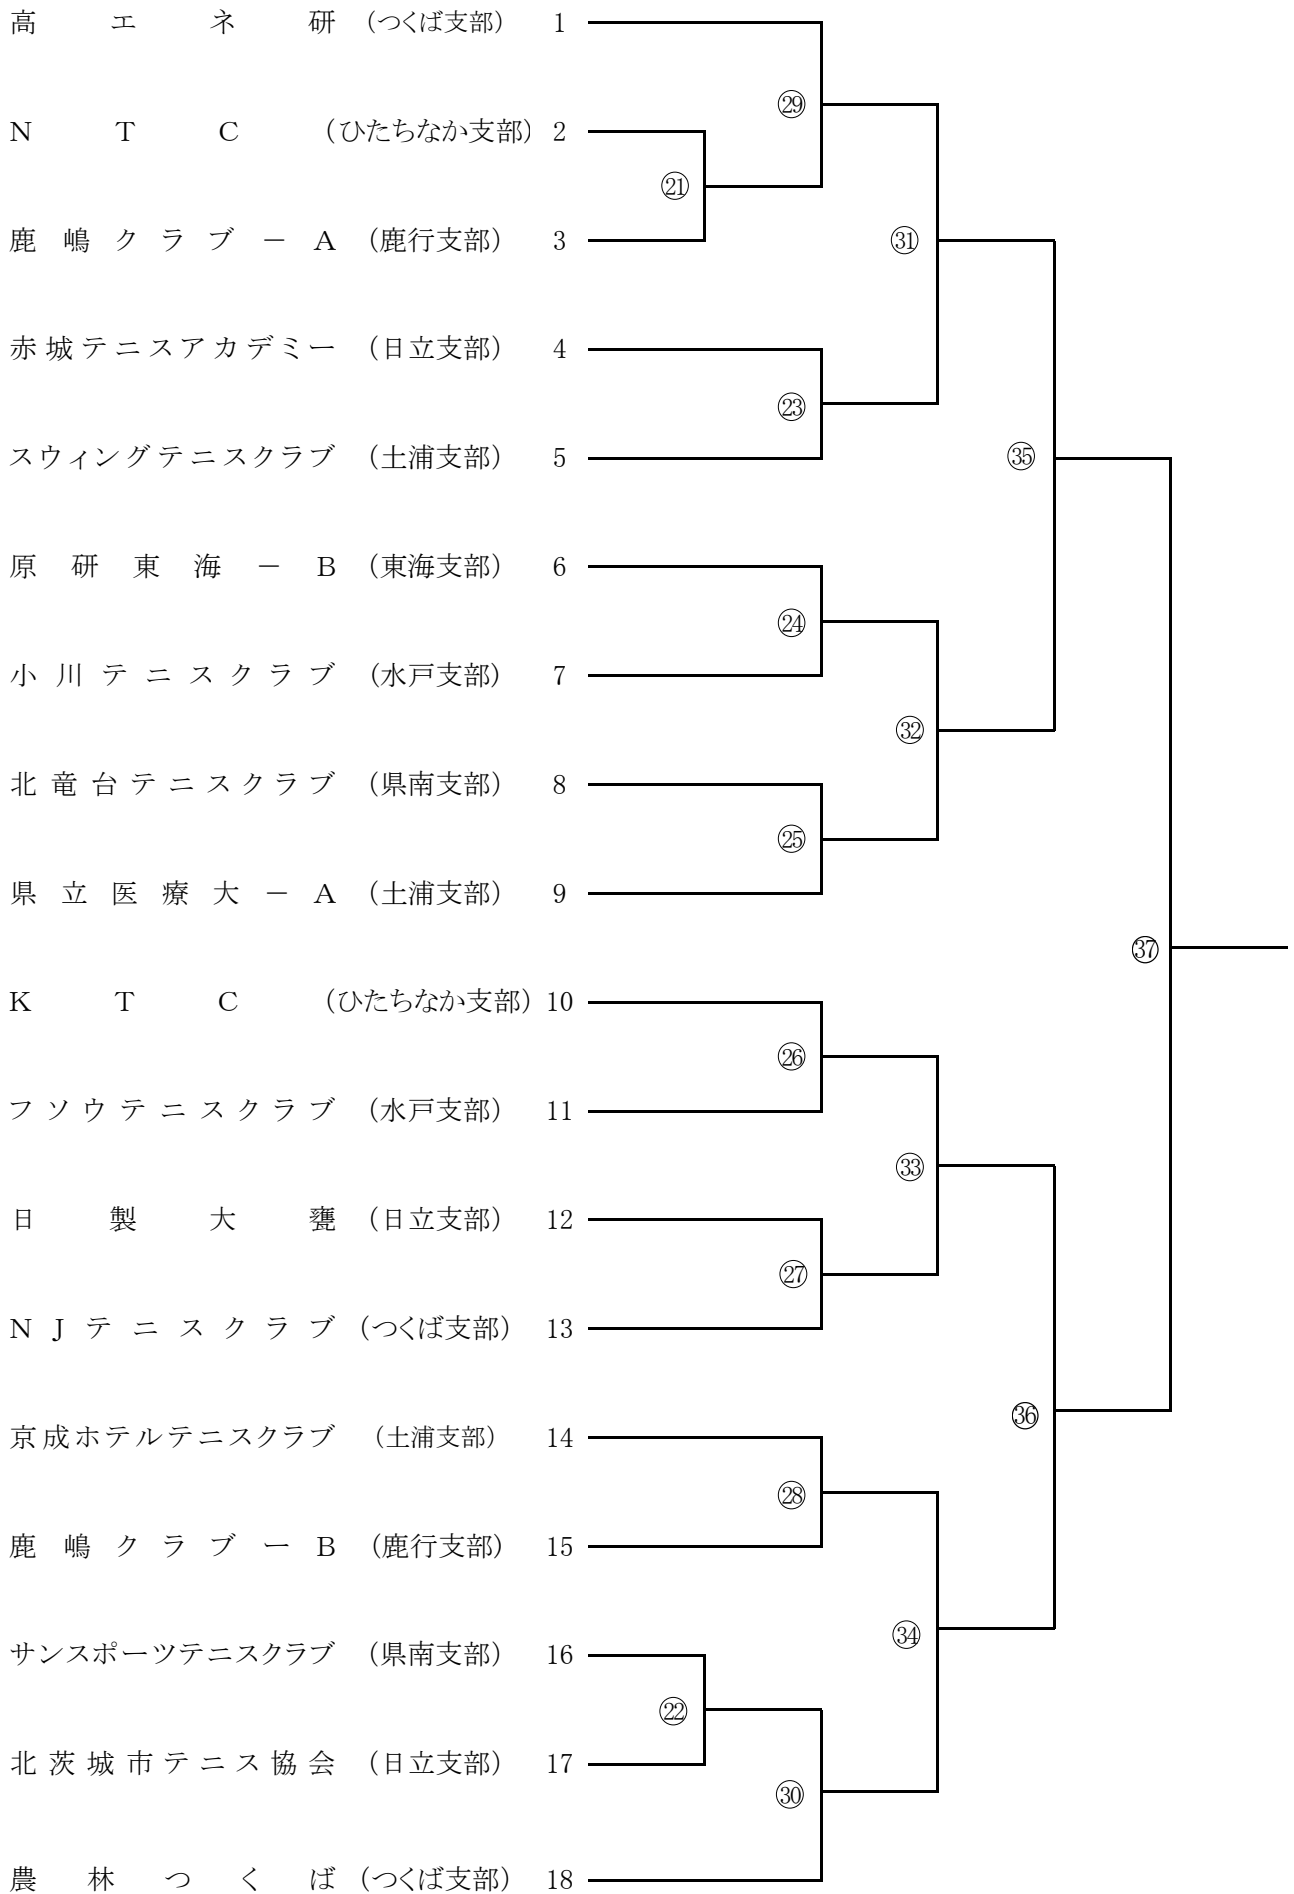 高エネ研 (つくば支部) 1
㉙
NTC (ひたちなか支部) 2
㉑
鹿嶋クラブ－A (鹿行支部) 3
㉛
赤城テニスアカデミー (日立支部) 4
㉓
スウィングテニスクラブ (土浦支部) 5
㉟
原研東海－B (東海支部) 6
㉔
小川テニスクラブ (水戸支部) 7
㉜
北竜台テニスクラブ (県南支部) 8
㉕
県立医療大－A (土浦支部) 9
㊲
KTC (ひたちなか支部) 10
㉖
フソウテニスクラブ (水戸支部) 11
㉝
日製大甕 (日立支部) 12
㉗
NJテニスクラブ (つくば支部) 13
㊱
京成ホテルテニスクラブ (土浦支部) 14
㉘
鹿嶋クラブーB (鹿行支部) 15
㉞
サンスポーツテニスクラブ (県南支部) 16
㉒
北茨城市テニス協会 (日立支部) 17
㉚
農林つくば (つくば支部) 18